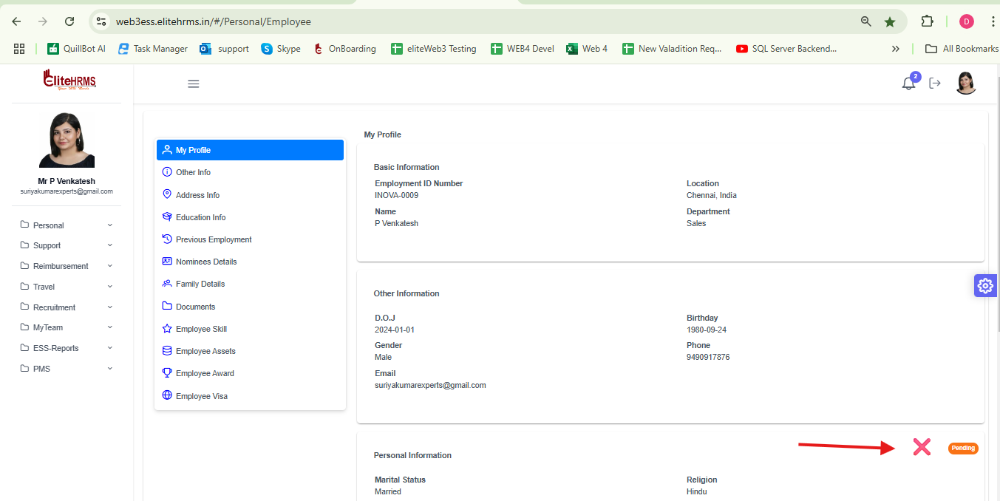 web3ess.elitehrms.in/#/Personal/Employee
D
QuillBot AI
Task Manager
support
Skype
OnBoarding
eliteWeb3 Testing
WEB4 Devel
Web 4
New Valadition Req...
SQL Server Backend...
All Bookmarks
EliteHRMS
2
Mr P Venkatesh
suriyakumarexperts@gmail.com
Personal
Support
Reimbursement
Travel
Recruitment
MyTeam
ESS-Reports
PMS
My Profile
Other Info
Address Info
Education Info
Previous Employment
Nominees Details
Family Details
Documents
Employee Skill
Employee Assets
Employee Award
Employee Visa
My Profile
Basic Information
Employment ID Number
INOVA-0009
Location
Chennai, India
Name
P Venkatesh
Department
Sales
Other Information
D.O.J
2024-01-01
Birthday
1980-09-24
Gender
Male
Phone
9490917876
Email
suriyakumarexperts@gmail.com
Personal Information
Pending
Marital Status
Married
Religion
Hindu